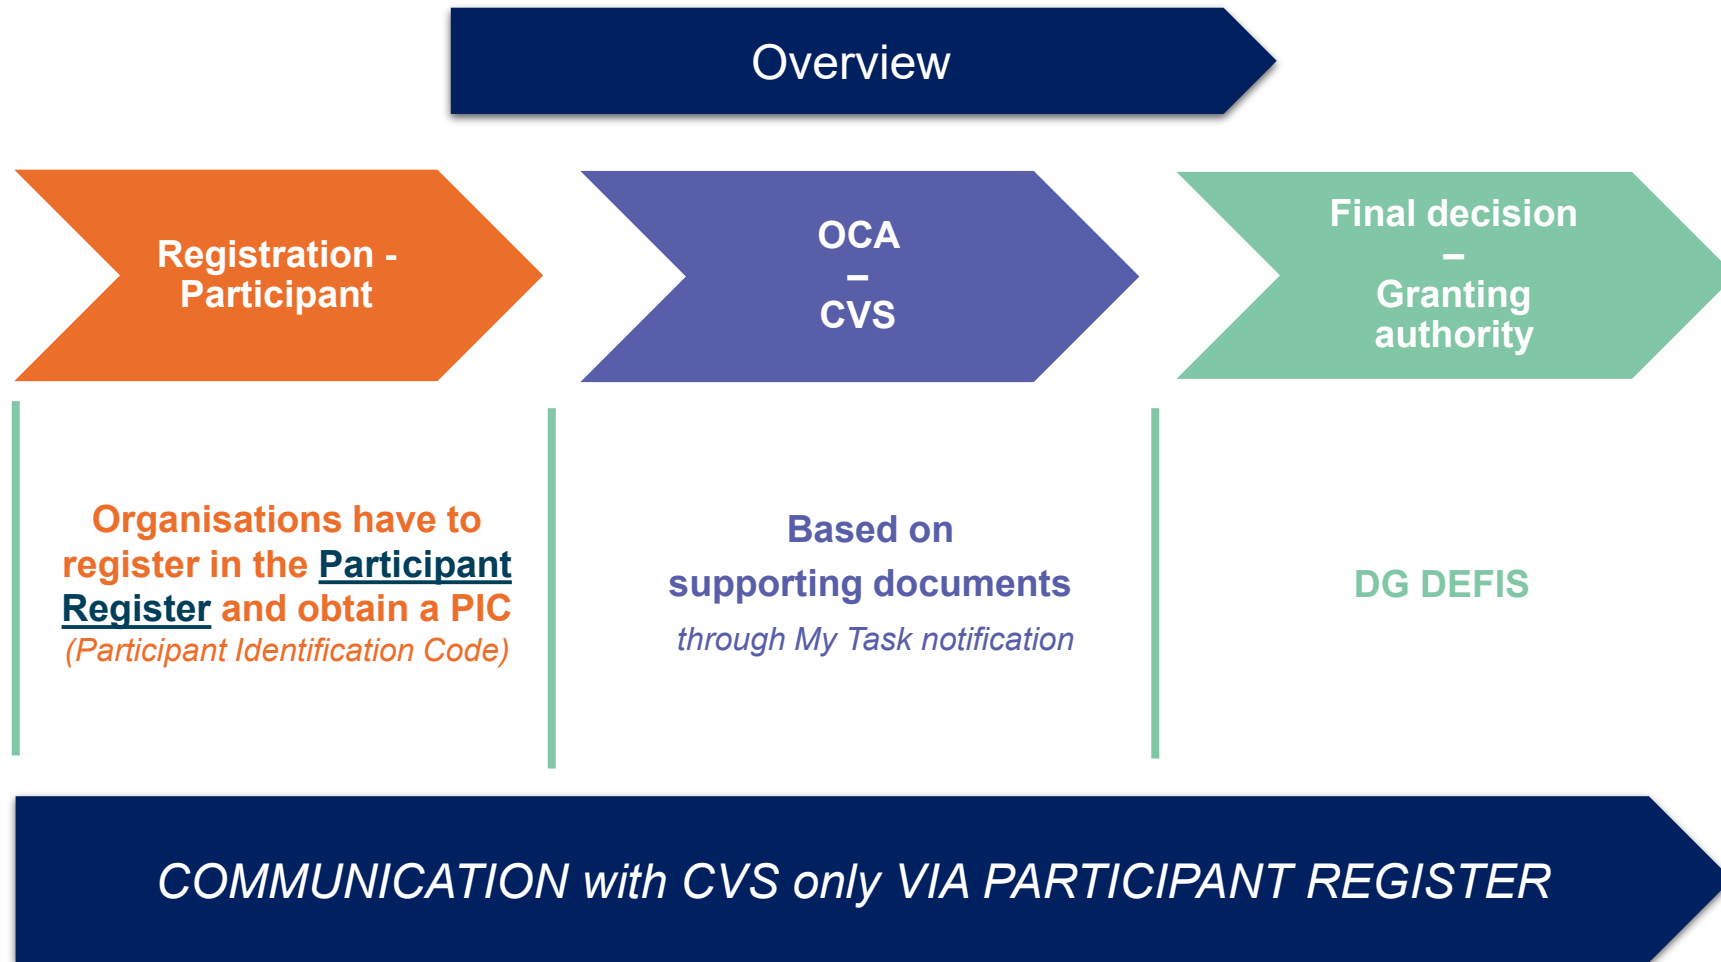 Overview
Registration -
Participant
OCA
–
CVS
Final decision
–
Granting
authority
Organisations have to
register in the Participant
Register and obtain a PIC
(Participant Identification Code)
Based on
supporting documents
through My Task notification
DG DEFIS
COMMUNICATION with CVS only VIA PARTICIPANT REGISTER